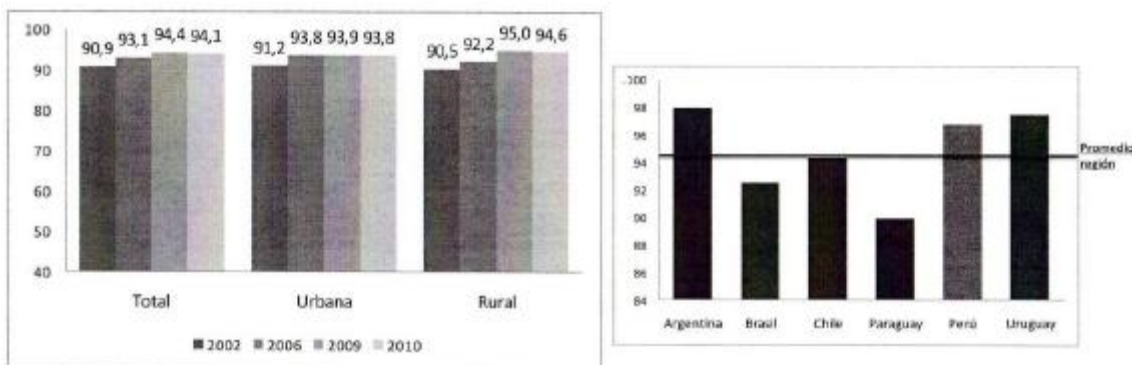 100
90,9 93,1 94,4 94,1
91,2 93,8 93,9 93,8
90,5 92,2 95,0 94,6
90
80
70
60
50
40
Total Urbana Rural
2002 2006 2009 2010
100
98
96
94
92
90
88
86
84
Promedio
región
Argentina Brasil Chile Paraguay Perú Uruguay